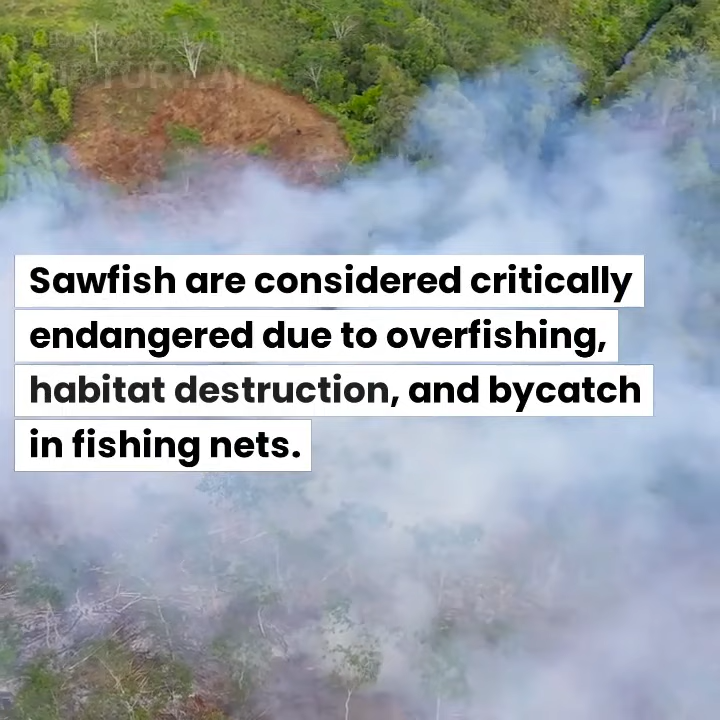 Sawfish are considered critically
endangered due to overfishing,
habitat destruction, and bycatch
in fishing nets.